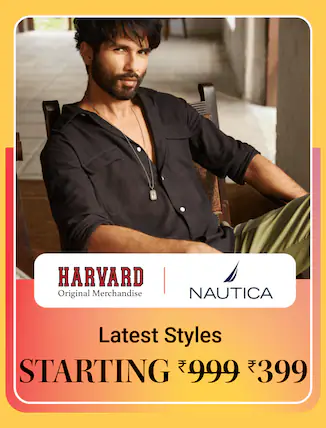 HARVARD
Original Merchandise
NAUTICA
Latest Styles
STARTING ₹999 ₹399